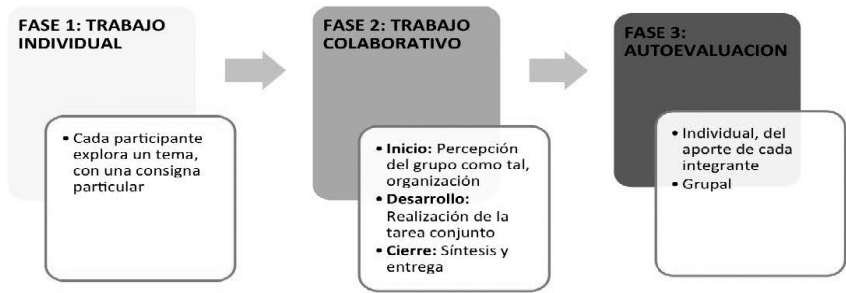 FASE 1: TRABAJO
INDIVIDUAL
• Cada participante
explora un tema,
con una consigna
particular
FASE 2: TRABAJO
COLABORATIVO
• Inicio: Percepción
del grupo como tal,
organización
• Desarrollo:
Realización de la
tarea conjunto
• Cierre: Síntesis y
entrega
FASE 3:
AUTOEVALUACION
• Individual, del
aporte de cada
integrante
• Grupal